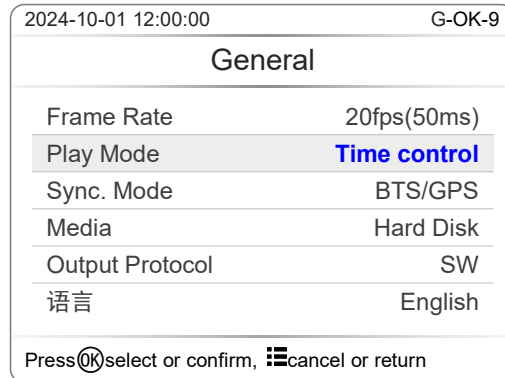 2024-10-01 12:00:00 G-OK-9
General
Frame Rate 20fps(50ms)
Play Mode Time control
Sync. Mode BTS/GPS
Media Hard Disk
Output Protocol SW
语言 English
Press OK select or confirm, cancel or return